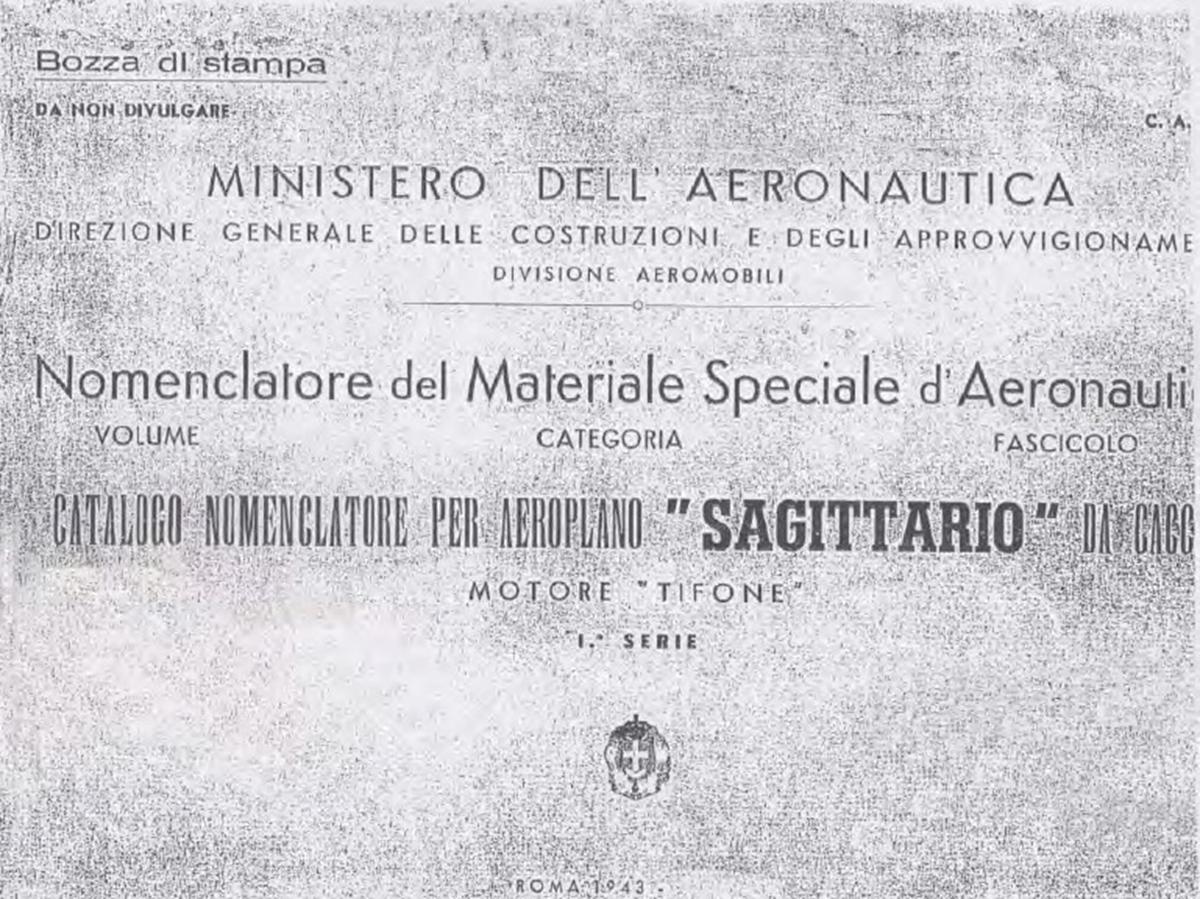 Bozza di stampa
DA NON DIVULGARE
C. A.
MINISTERO DELL' AERONAUTICA
DIREZIONE GENERALE DELLE COSTRUZIONI E DEGLI APPROVVIGIONAME
DIVISIONE AEROMOBILI
Nomenclatore del Materiale Speciale d'Aeronauti
VOLUME CATEGORIA FASCICOLO
CATALOGO NOMENCLATORE PER AEROPLANO "SAGITTARIO" DA CACC
MOTORE "TIFONE"
1.ª SERIE
ROMA 1943 -